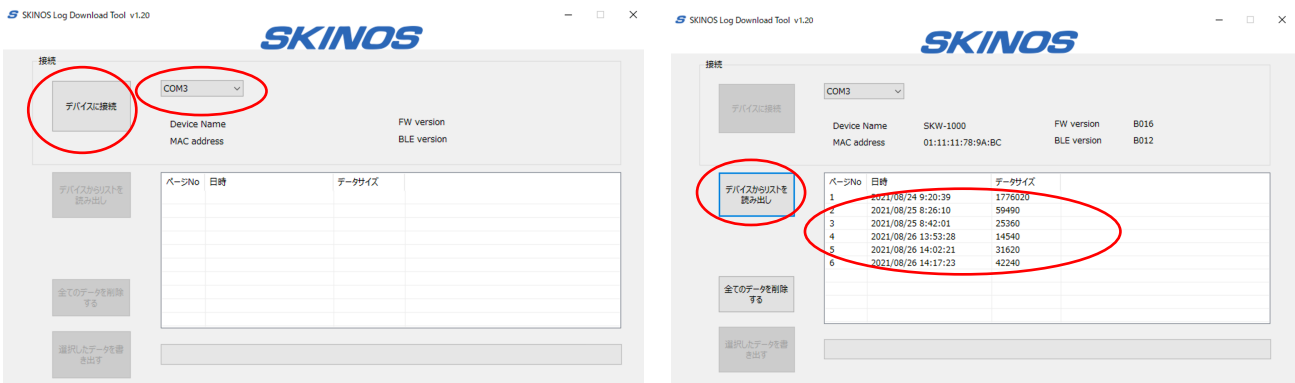 SKINOS Log Download Tool v1.20
SKINOS
接続
デバイスに接続
COM3
Device Name
FW version
MAC address
BLE version
デバイスからリストを
読み出し
ページNo 日時 データサイズ
全てのデータを削除
する
選択したデータを書
き出す
SKINOS Log Download Tool v1.20
SKINOS
接続
デバイスに接続
COM3
Device Name SKW-1000 FW version B016
MAC address 01:11:11:78:9A:BC BLE version B012
デバイスからリストを
読み出し
ページNo 日時 データサイズ
1 2021/08/24 9:20:39 1776020
2 2021/08/25 8:26:10 59490
3 2021/08/25 8:42:01 25360
4 2021/08/26 13:53:28 14540
5 2021/08/26 14:02:21 31620
6 2021/08/26 14:17:23 42240
全てのデータを削除
する
選択したデータを書
き出す